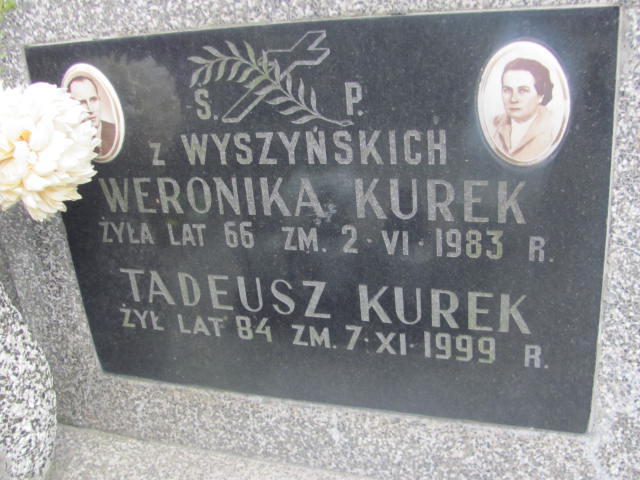 Ś. P.
z WYSZYŃSKICH
WERONIKA KUREK
ŻYŁA LAT 66 ZM. 2·VI·1983 R.
TADEUSZ KUREK
ŻYŁ LAT 84 ZM. 7·XI·1999 R.